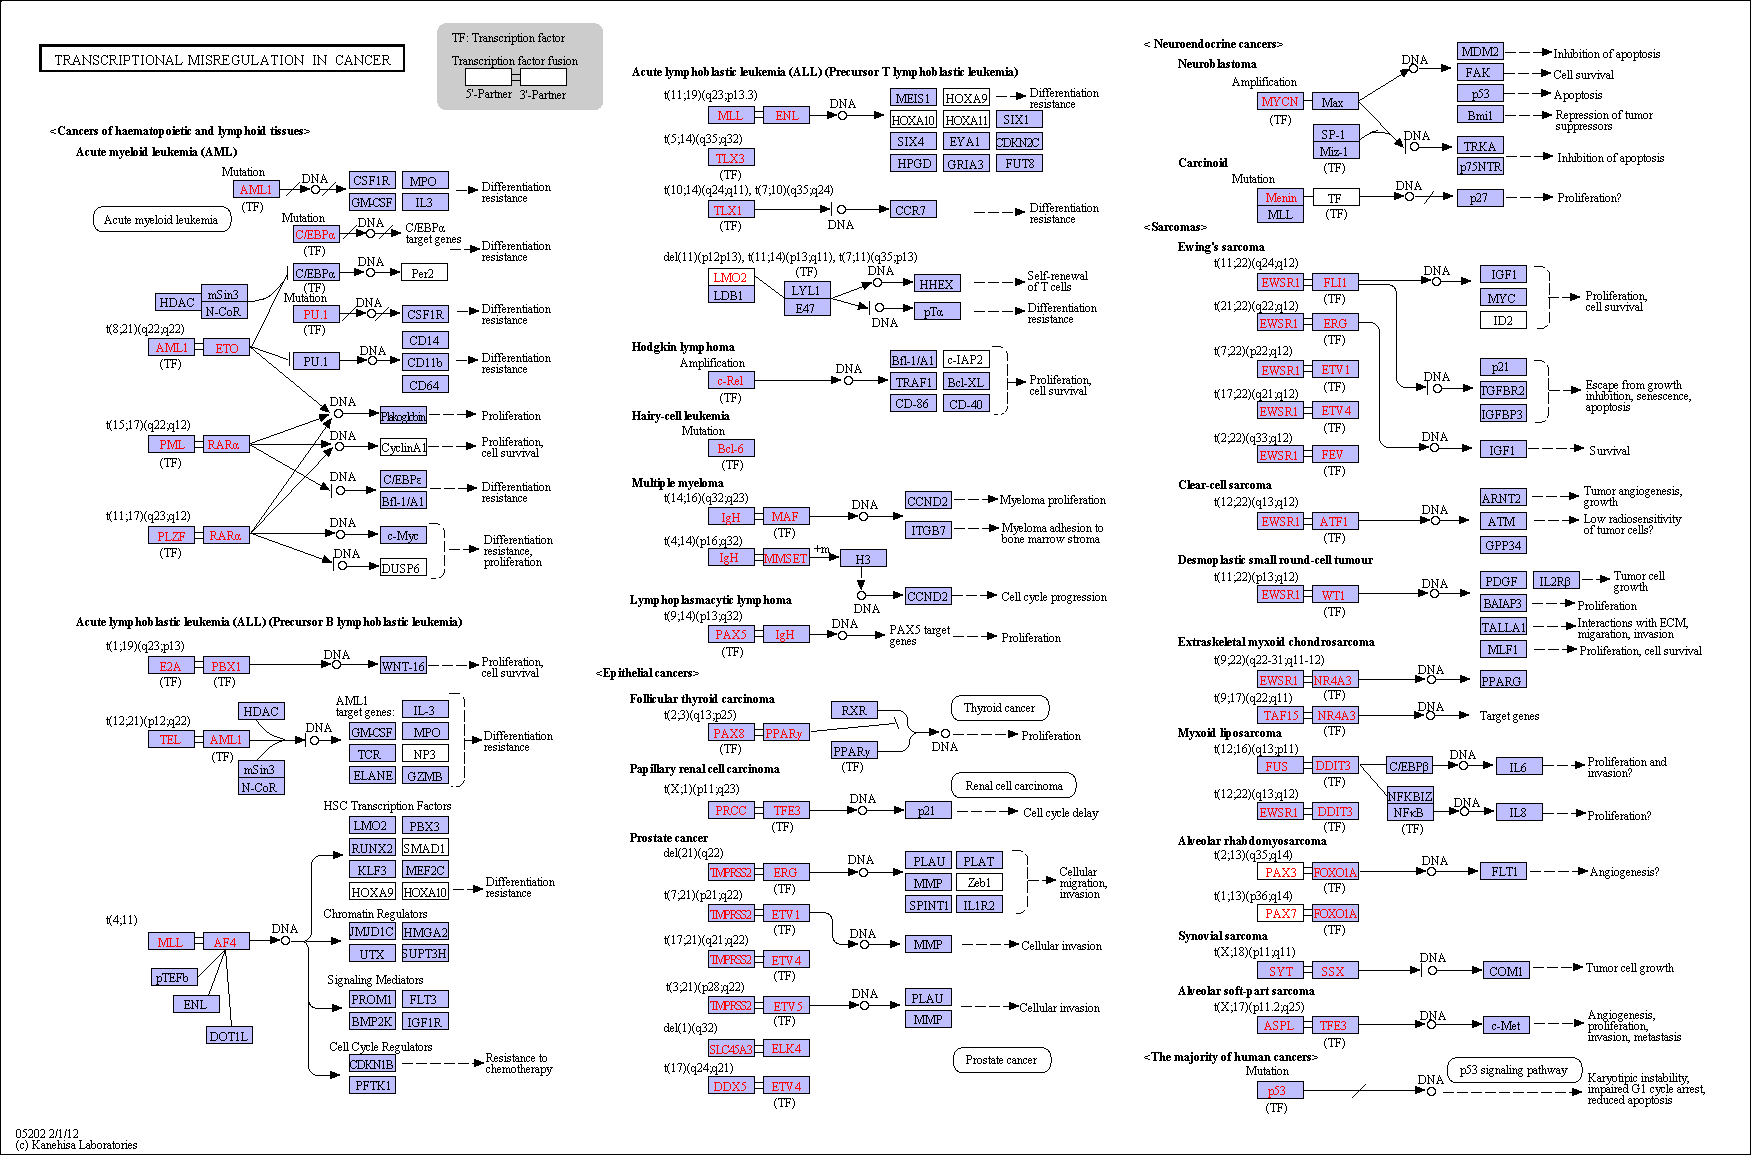 TRANSCRIPTIONAL MISREGULATION IN CANCER
TF: Transcription factor
Transcription factor fusion
5'-Partner 3'-Partner
<Cancers of haematopoietic and lymphoid tissues>
Acute myeloid leukemia (AML)
Mutation
AML1
(TF)
DNA
CSF1R
MPO
GM-CSF
IL3
Differentiation
resistance
Acute myeloid leukemia
Mutation
C/EBPα
(TF)
DNA
C/EBPα
target genes
Differentiation
resistance
C/EBPα
(TF)
DNA
Per2
HDAC
mSin3
N-CoR
Mutation
PU.1
(TF)
DNA
CSF1R
Differentiation
resistance
t(8;21)(q22;q22)
AML1
ETO
(TF)
PU.1
DNA
CD14
CD11b
CD64
Differentiation
resistance
DNA
Plakoglobin
Proliferation
t(15;17)(q22;q12)
PML
RARα
(TF)
DNA
CyclinA1
Proliferation,
cell survival
DNA
C/EBPε
Bfl-1/A1
Differentiation
resistance
t(11;17)(q23;q12)
PLZF
RARα
(TF)
DNA
c-Myc
DNA
DUSP6
Differentiation
resistance,
proliferation
Acute lymphoblastic leukemia (ALL) (Precursor B lymphoblastic leukemia)
t(1;19)(q23;p13)
E2A
PBX1
(TF)
(TF)
DNA
WNT-16
Proliferation,
cell survival
t(12;21)(p12;q22)
TEL
AML1
(TF)
HDAC
mSin3
N-CoR
DNA
AML1
target genes:
IL-3
GM-CSF
MPO
TCR
NP3
ELANE
GZMB
Differentiation
resistance
HSC Transcription Factors
LMO2
PBX3
RUNX2
SMAD1
KLF3
MEF2C
HOXA9
HOXA10
Differentiation
resistance
t(4;11)
MLL
AF4
DNA
pTEFb
ENL
DOT1L
Chromatin Regulators
JMJD1C
HMGA2
UTX
SUPT3H
Signaling Mediators
PROM1
FLT3
BMP2K
IGF1R
Cell Cycle Regulators
CDKN1B
PFTK1
Resistance to
chemotherapy
05202 2/1/12
(c) Kanehisa Laboratories
Acute lymphoblastic leukemia (ALL) (Precursor T lymphoblastic leukemia)
t(11;19)(q23;p13.3)
MLL
ENL
DNA
MEIS1
HOXA9
HOXA10
HOXA11
SIX1
SIX4
EYA1
CDKN2C
HPGD
GRIA3
FUT8
Differentiation
resistance
t(5;14)(q35;q32)
TLX3
(TF)
t(10;14)(q24;q11), t(7;10)(q35;q24)
TLX1
(TF)
DNA
CCR7
Differentiation
resistance
del(11)(p12p13), t(11;14)(p13;q11), t(7;11)(q35;p13)
LMO2
LDB1
(TF)
LYL1
E47
DNA
HHEX
Self-renewal
of T cells
DNA
pTα
Differentiation
resistance
Hodgkin lymphoma
Amplification
c-Rel
(TF)
DNA
Bfl-1/A1
c-IAP2
TRAF1
Bcl-XL
CD-86
CD-40
Proliferation,
cell survival
Hairy-cell leukemia
Mutation
Bcl-6
(TF)
Multiple myeloma
t(14;16)(q32;q23)
IgH
MAF
(TF)
DNA
CCND2
Myeloma proliferation
ITGB7
Myeloma adhesion to
bone marrow stroma
t(4;14)(p16;q32)
IgH
MMSET
+m
H3
DNA
CCND2
Cell cycle progression
Lymphoplasmacytic lymphoma
t(9;14)(p13;q32)
PAX5
IgH
(TF)
DNA
PAX5 target
genes
Proliferation
<Epithelial cancers>
Follicular thyroid carcinoma
t(2;3)(q13;p25)
PAX8
PPARγ
(TF)
RXR
PPARγ
(TF)
DNA
Thyroid cancer
Proliferation
Papillary renal cell carcinoma
t(X;1)(p11;q23)
PRCC
TFE3
(TF)
DNA
p21
Renal cell carcinoma
Cell cycle delay
Prostate cancer
del(21)(q22)
TMPRSS2
ERG
(TF)
DNA
PLAU
PLAT
MMP
Zeb1
SPINT1
IL1R2
Cellular
migration,
invasion
t(7;21)(p21;q22)
TMPRSS2
ETV1
(TF)
t(17;21)(q21;q22)
TMPRSS2
ETV4
(TF)
DNA
MMP
Cellular invasion
t(3;21)(p28;q22)
TMPRSS2
ETV5
(TF)
DNA
PLAU
MMP
Cellular invasion
del(1)(q32)
SLC45A3
ELK4
t(17)(q24;q21)
DDX5
ETV4
(TF)
Prostate cancer
<Neuroendocrine cancers>
Neuroblastoma
Amplification
MYCN
(TF)
Max
DNA
MDM2
Inhibition of apoptosis
FAK
Cell survival
p53
Apoptosis
Bmi1
Repression of tumor
suppressors
SP-1
Miz-1
DNA
TRKA
p75NTR
Inhibition of apoptosis
Carcinoid
Mutation
Menin
MLL
TF
(TF)
DNA
p27
Proliferation?
<Sarcomas>
Ewing's sarcoma
t(11;22)(q24;q12)
EWSR1
FLI1
(TF)
DNA
IGF1
MYC
ID2
Proliferation,
cell survival
t(21;22)(q22;q12)
EWSR1
ERG
(TF)
t(7;22)(p22;q12)
EWSR1
ETV1
(TF)
DNA
p21
TGFBR2
IGFBP3
Escape from growth
inhibition, senescence,
apoptosis
t(17;22)(q21;q12)
EWSR1
ETV4
(TF)
t(2;22)(q33;q12)
EWSR1
FEV
(TF)
DNA
IGF1
Survival
Clear-cell sarcoma
t(12;22)(q13;q12)
EWSR1
ATF1
(TF)
DNA
ARNT2
Tumor angiogenesis,
growth
ATM
Low radiosensitivity
of tumor cells?
GPP34
Desmoplastic small round-cell tumour
t(11;22)(p13;q12)
EWSR1
WT1
(TF)
DNA
PDGF
IL2Rβ
Tumor cell
growth
BAIAP3
Proliferation
TALLA1
Interactions with ECM,
migaration, invasion
MLF1
Proliferation, cell survival
Extraskeletal myxoid chondrosarcoma
t(9;22)(q22-31;q11-12)
EWSR1
NR4A3
(TF)
DNA
PPARG
t(9;17)(q22;q11)
TAF15
NR4A3
(TF)
DNA
Target genes
Myxoid liposarcoma
t(12;16)(q13;p11)
FUS
DDIT3
(TF)
C/EBPβ
DNA
IL6
Proliferation and
invasion?
t(12;22)(q13;q12)
EWSR1
DDIT3
(TF)
NFKBIZ
NFκB
(TF)
DNA
IL8
Proliferation?
Alveolar rhabdomyosarcoma
t(2;13)(q35;q14)
PAX3
FOXO1A
(TF)
DNA
FLT1
Angiogenesis?
t(1;13)(p36;q14)
PAX7
FOXO1A
(TF)
Synovial sarcoma
t(X;18)(p11;q11)
SYT
SSX
(TF)
DNA
COM1
Tumor cell growth
Alveolar soft-part sarcoma
t(X;17)(p11.2;q25)
ASPL
TFE3
(TF)
DNA
c-Met
Angiogenesis,
proliferation,
invasion, metastasis
<The majority of human cancers>
Mutation
p53
(TF)
DNA
p53 signaling pathway
Karyotipic instability,
impaired G1 cycle arrest,
reduced apoptosis